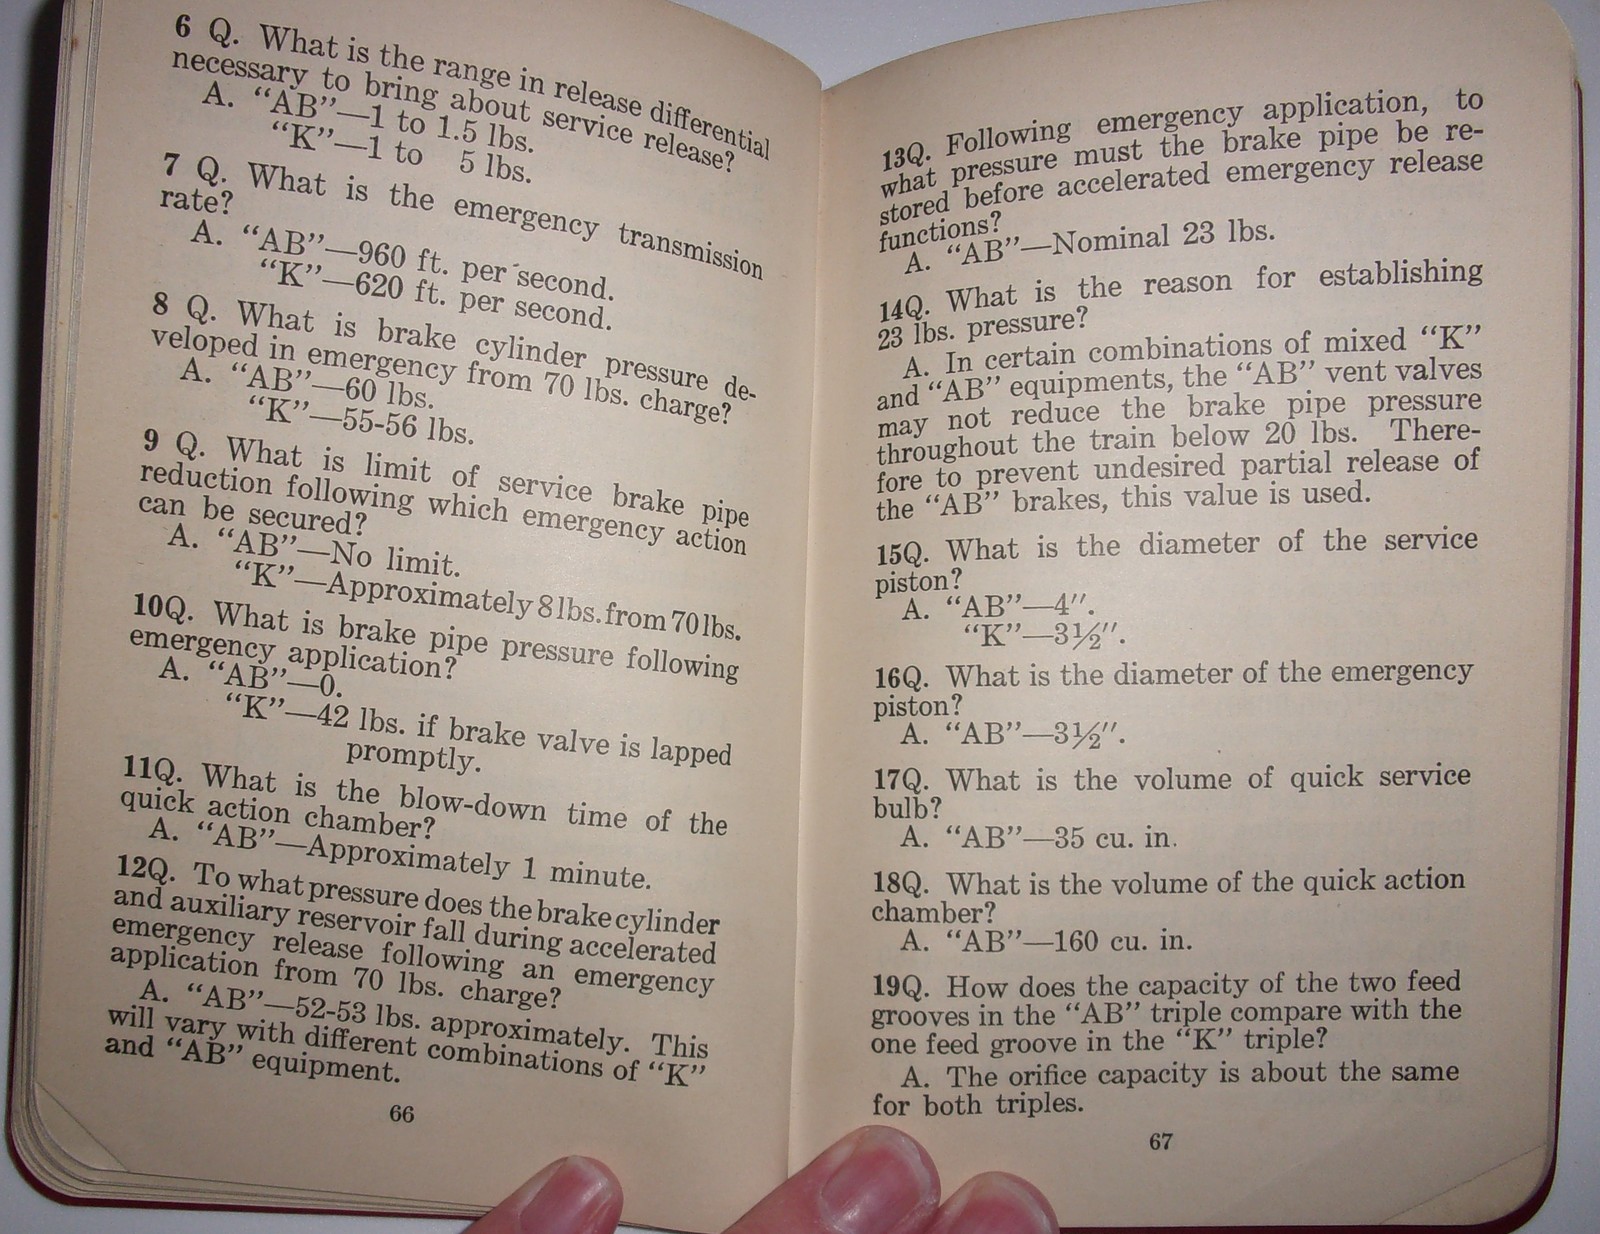 6 Q. What is the range in release differential
necessary to bring about service release?
A. “AB”—1 to 1.5 lbs.
“K”—1 to 5 lbs.
7 Q. What is the emergency transmission
rate?
A. “AB”—960 ft. per second.
“K”—620 ft. per second.
8 Q. What is brake cylinder pressure de-
veloped in emergency from 70 lbs. charge?
A. “AB”—60 lbs.
“K”—55-56 lbs.
9 Q. What is limit of service brake pipe
reduction following which emergency action
can be secured?
A. “AB”—No limit.
“K”—Approximately 8 lbs. from 70 lbs.
10Q. What is brake pipe pressure following
emergency application?
A. “AB”—0.
“K”—42 lbs. if brake valve is lapped
promptly.
11Q. What is the blow-down time of the
quick action chamber?
A. “AB”—Approximately 1 minute.
12Q. To what pressure does the brake cylinder
and auxiliary reservoir fall during accelerated
emergency release following an emergency
application from 70 lbs. charge?
A. “AB”—52-53 lbs. approximately. This
will vary with different combinations of “K”
and “AB” equipment.
66
13Q. Following emergency application, to
what pressure must the brake pipe be re-
stored before accelerated emergency release
functions?
A. “AB”—Nominal 23 lbs.
14Q. What is the reason for establishing
23 lbs. pressure?
A. In certain combinations of mixed “K”
and “AB” equipments, the “AB” vent valves
may not reduce the brake pipe pressure
throughout the train below 20 lbs. There-
fore to prevent undesired partial release of
the “AB” brakes, this value is used.
15Q. What is the diameter of the service
piston?
A. “AB”—4″.
“K”—3½″.
16Q. What is the diameter of the emergency
piston?
A. “AB”—3½″.
17Q. What is the volume of quick service
bulb?
A. “AB”—35 cu. in.
18Q. What is the volume of the quick action
chamber?
A. “AB”—160 cu. in.
19Q. How does the capacity of the two feed
grooves in the “AB” triple compare with the
one feed groove in the “K” triple?
A. The orifice capacity is about the same
for both triples.
67